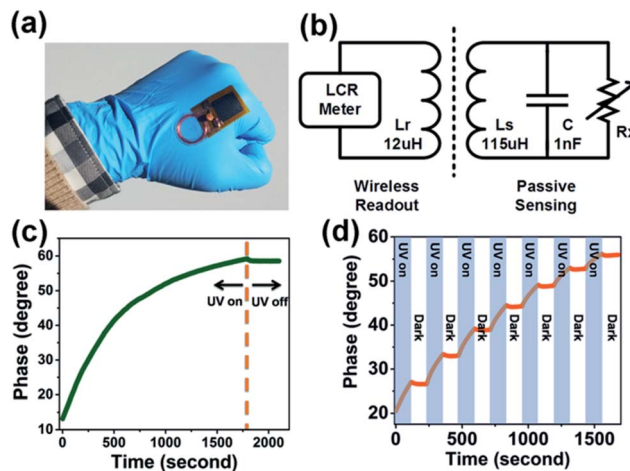 (a)
(b)
LCR
Meter
Lr
12uH
Ls
115uH
C
1nF
Rx
Wireless
Readout
Passive
Sensing
(c)
Phase (degree)
60
50
40
30
20
10
UV on
UV off
0
500
1000
1500
2000
Time (second)
(d)
Phase (degree)
60
50
40
30
20
UV on
UV on
UV on
UV on
UV on
UV on
UV on
Dark
Dark
Dark
Dark
Dark
Dark
0
500
1000
1500
Time (second)